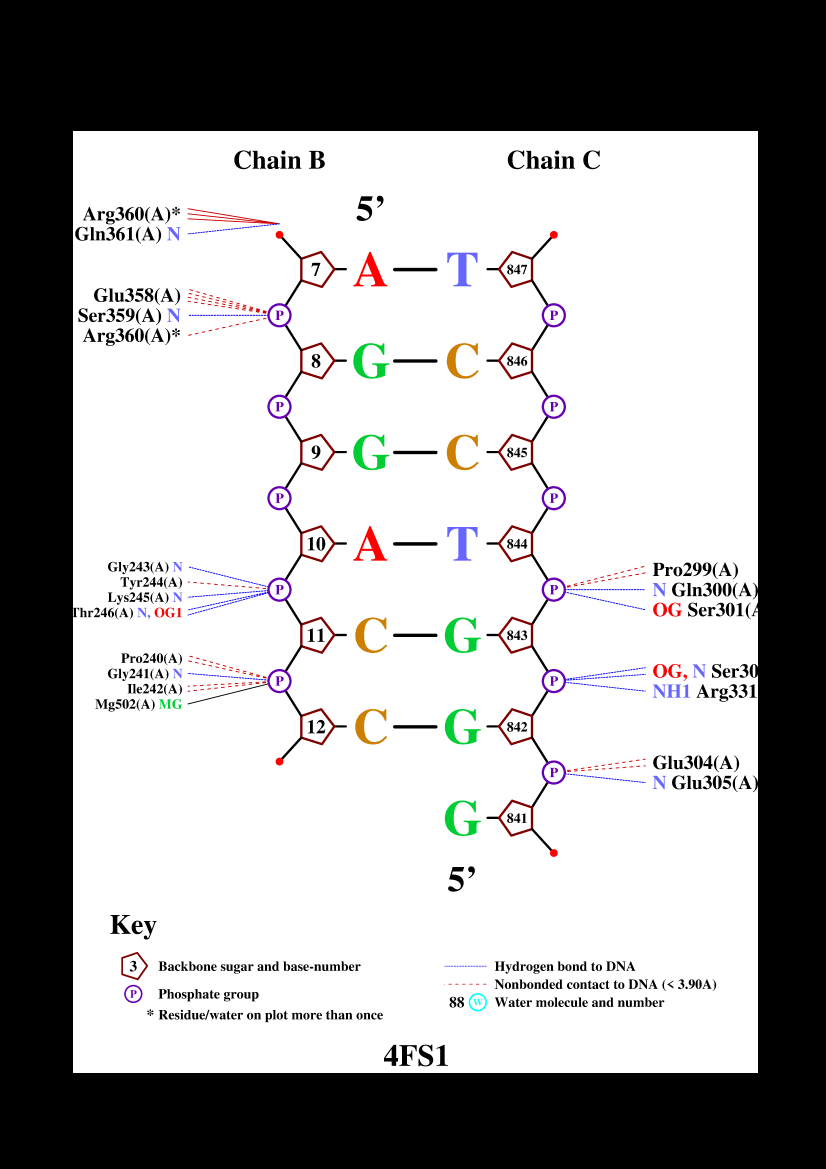 Chain B Chain C
5’
Arg360(A)*
Gln361(A) N
7 A T 847
Glu358(A)
Ser359(A) N P P
Arg360(A)*
8 G C 846
P P
9 G C 845
P P
10 A T 844
Gly243(A) N
Tyr244(A)
Lys245(A) N
Thr246(A) N, OG1
P P
Pro299(A)
N Gln300(A)
OG Ser301(A
11 C G 843
Pro240(A)
Gly241(A) N
Ile242(A)
Mg502(A) MG
P P
OG, N Ser30
NH1 Arg331
12 C G 842
P
Glu304(A)
N Glu305(A)
G 841
5’
Key
3 Backbone sugar and base-number
P Phosphate group
* Residue/water on plot more than once
Hydrogen bond to DNA
Nonbonded contact to DNA (< 3.90A)
88 W Water molecule and number
4FS1